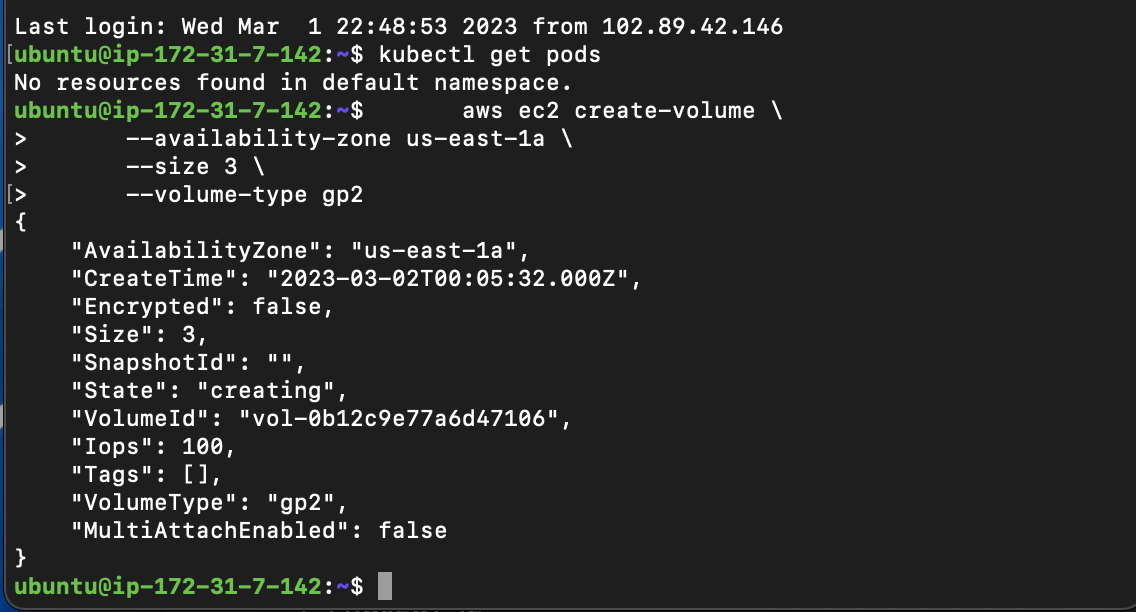 Last login: Wed Mar  1 22:48:53 2023 from 102.89.42.146
[ubuntu@ip-172-31-7-142:~$ kubectl get pods
No resources found in default namespace.
ubuntu@ip-172-31-7-142:~$       aws ec2 create-volume \
>       --availability-zone us-east-1a \
>       --size 3 \
[>       --volume-type gp2
{
    "AvailabilityZone": "us-east-1a",
    "CreateTime": "2023-03-02T00:05:32.000Z",
    "Encrypted": false,
    "Size": 3,
    "SnapshotId": "",
    "State": "creating",
    "VolumeId": "vol-0b12c9e77a6d47106",
    "Iops": 100,
    "Tags": [],
    "VolumeType": "gp2",
    "MultiAttachEnabled": false
}
ubuntu@ip-172-31-7-142:~$